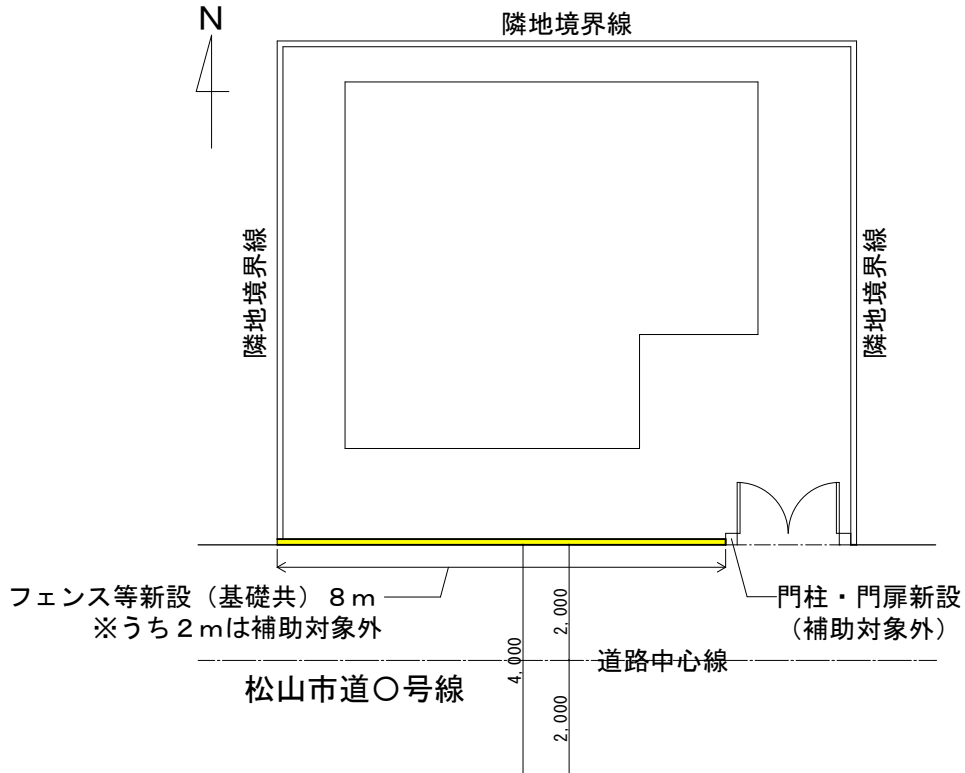 N
隣地境界線
隣地境界線
隣地境界線
フェンス等新設（基礎共）８ｍ
※うち２ｍは補助対象外
門柱・門扉新設
（補助対象外）
2,000
4,000
道路中心線
松山市道〇号線
2,000